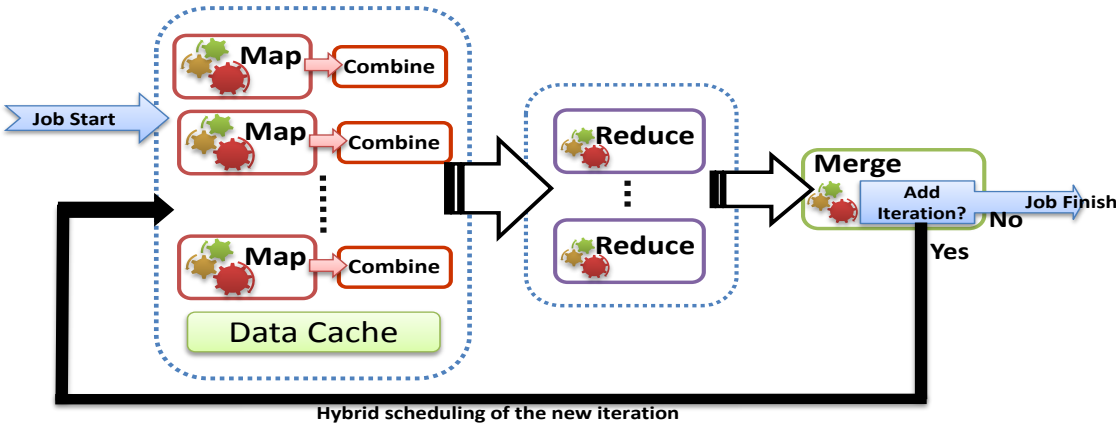 Map
Combine
Job Start
Map
Combine
Map
Combine
Data Cache
Reduce
Reduce
Merge
Add
Iteration?
Job Finish
No
Yes
Hybrid scheduling of the new iteration